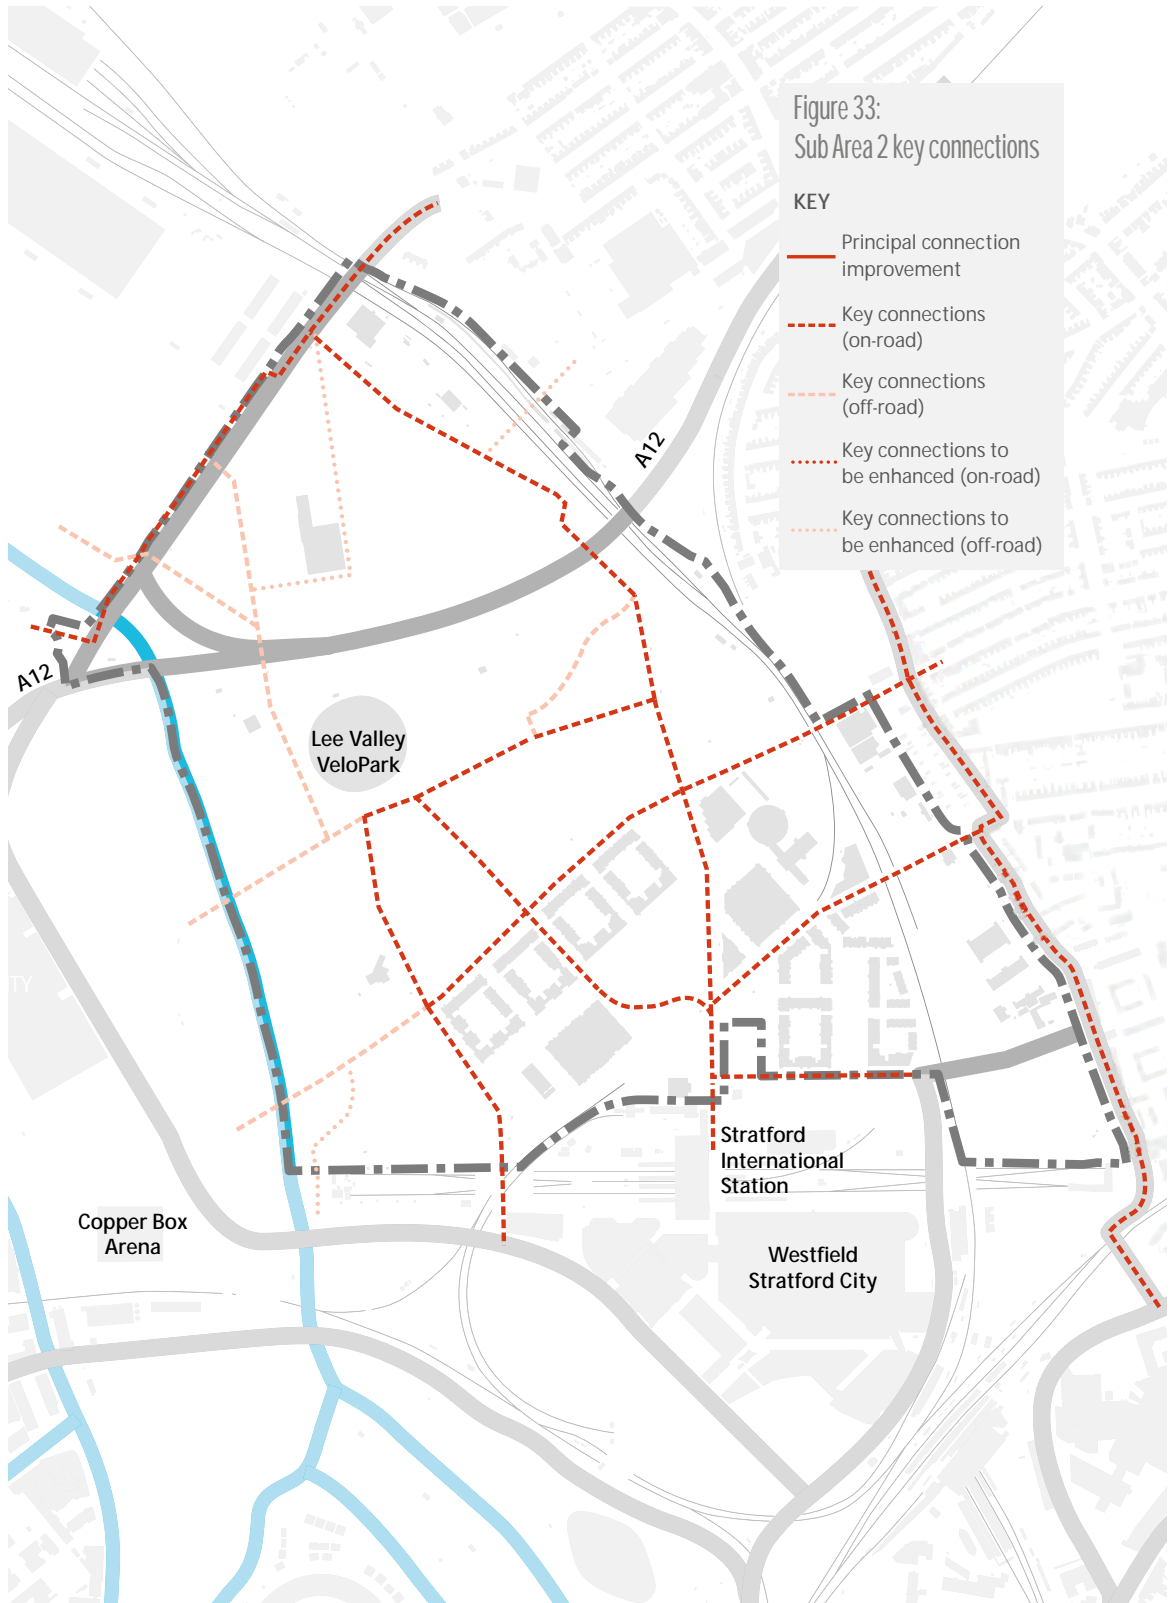 Figure 33:
Sub Area 2 key connections
KEY
Principal connection
improvement
Key connections
(on-road)
Key connections
(off-road)
Key connections to
be enhanced (on-road)
Key connections to
be enhanced (off-road)
A12
A12
Lee Valley
VeloPark
TY
Stratford
International
Station
Copper Box
Arena
Westfield
Stratford City